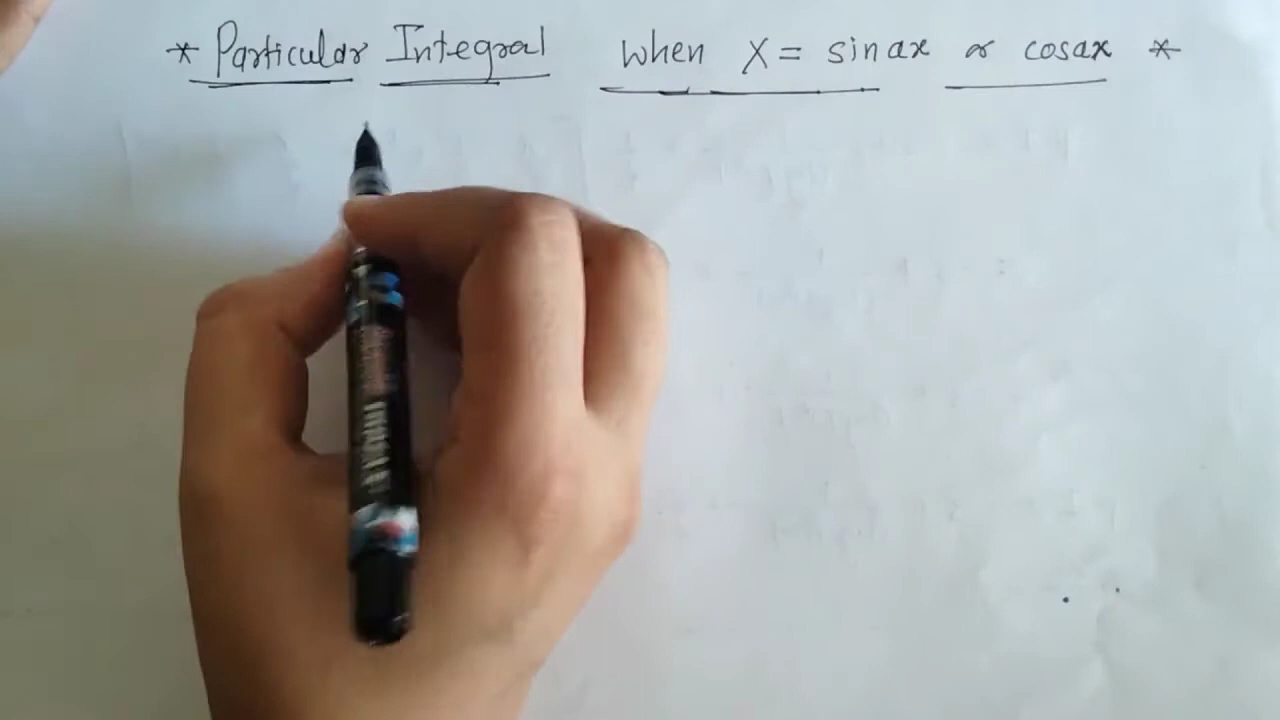 * Particular Integral when X = sinax or cosax *